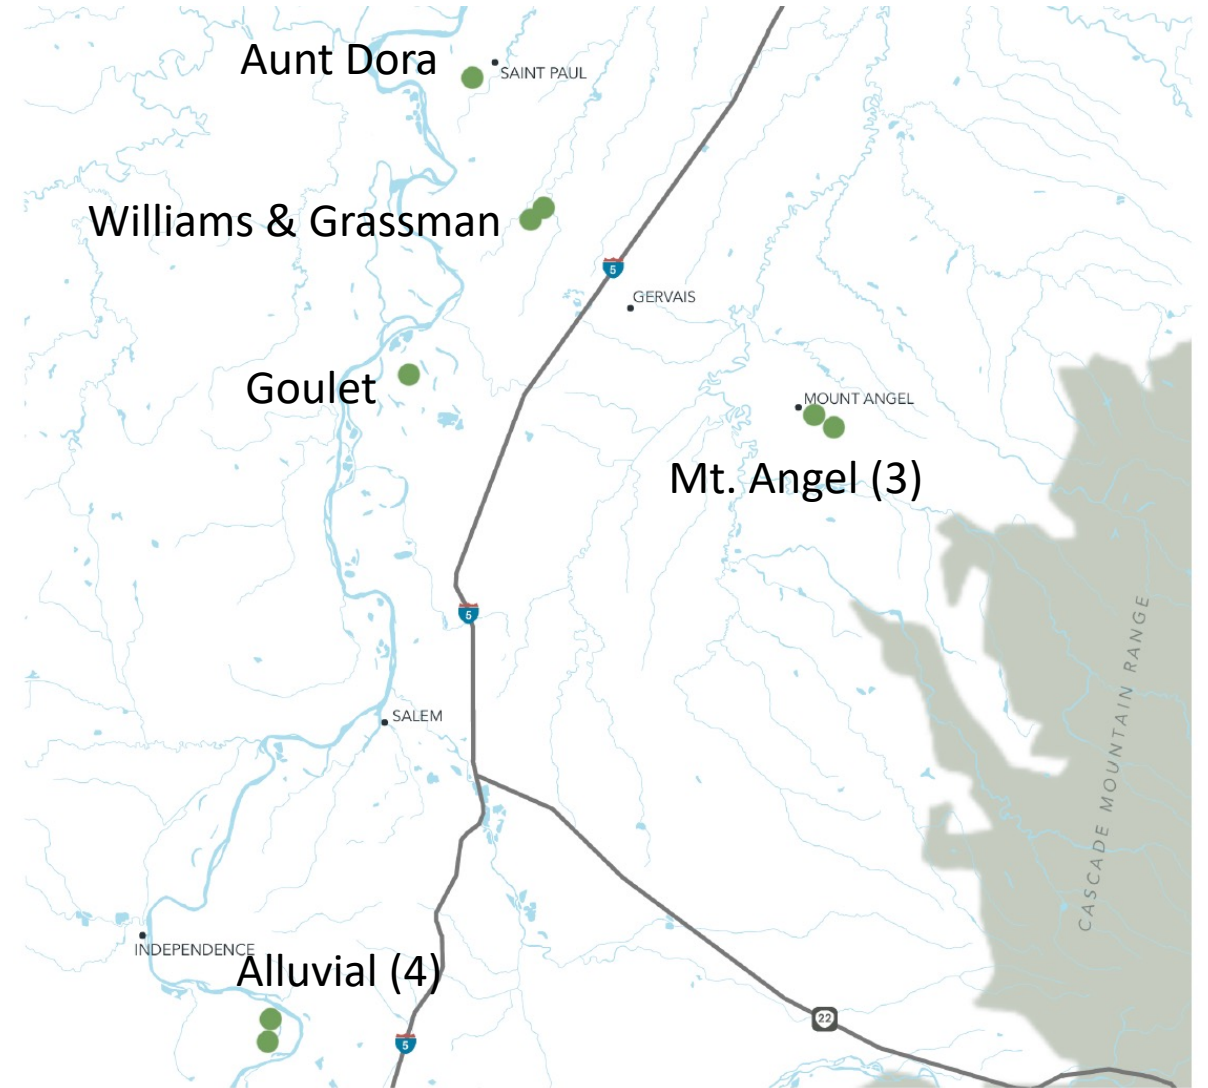 Aunt Dora
SAINT PAUL
Williams & Grassman
5
GERVAIS
Goulet
MOUNT ANGEL
Mt. Angel (3)
5
CASCADE MOUNTAIN RANGE
SALEM
INDEPENDENCE
Alluvial (4)
22
5